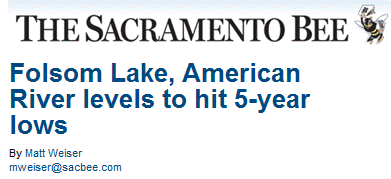 THE SACRAMENTO BEE
Folsom Lake, American
River levels to hit 5-year
lows
By Matt Weiser
mweiser@sacbee.com